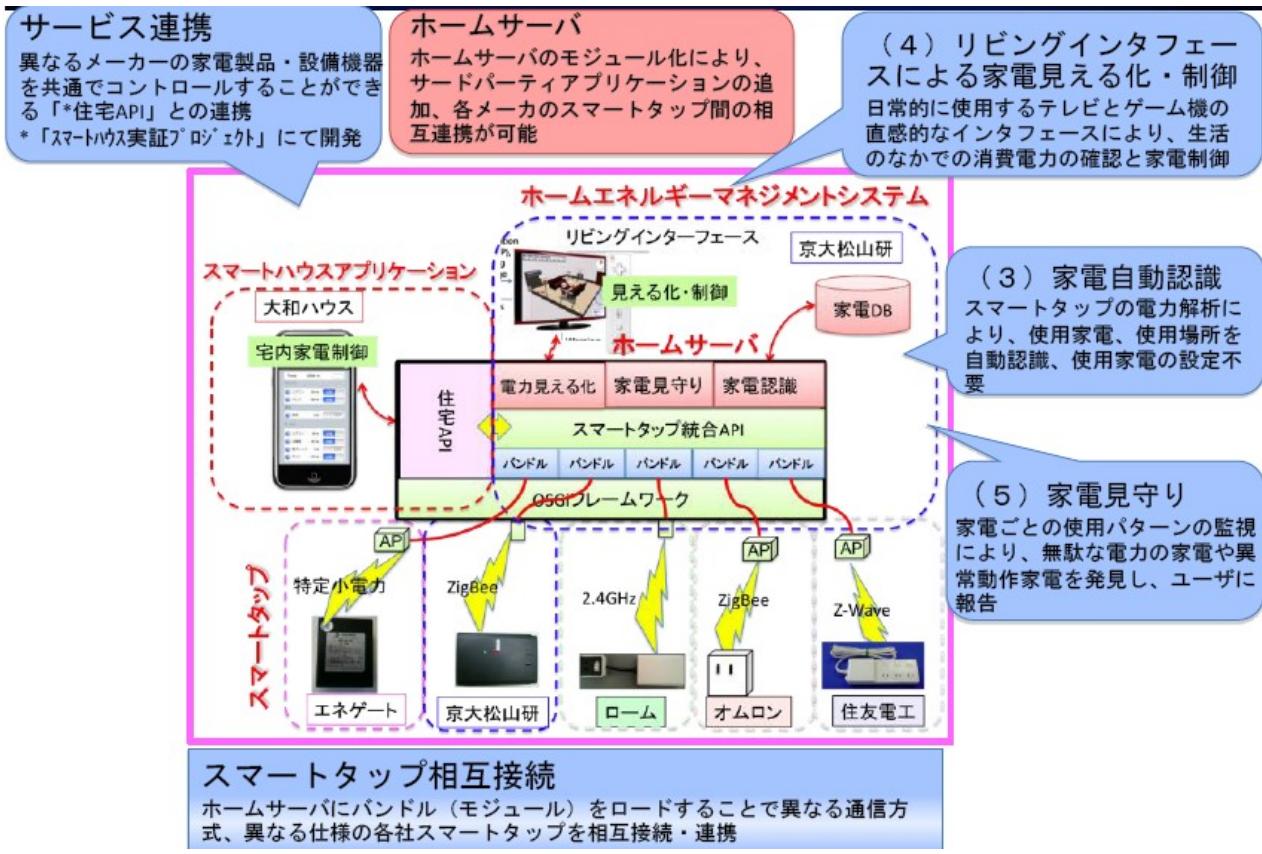 サービス連携
異なるメーカーの家電製品・設備機器
を共通でコントロールすることができ
る「*住宅API」との連携
*「スマートハウス実証プロジェクト」にて開発
ホームサーバ
ホームサーバのモジュール化により、
サードパーティアプリケーションの追
加、各メーカのスマートタップ間の相
互連携が可能
（4）リビングインタフェー
スによる家電見える化・制御
日常的に使用するテレビとゲーム機の
直感的なインタフェースにより、生活
のなかでの消費電力の確認と家電制御
ホームエネルギーマネジメントシステム
リビングインターフェース
京大松山研
見える化・制御
家電DB
スマートハウスアプリケーション
大和ハウス
宅内家電制御
（3）家電自動認識
スマートタップの電力解析によ
り、使用家電、使用場所を
自動認識、使用家電の設定不
要
ホームサーバ
住宅API
電力見える化
家電見守り
家電認識
スマートタップ統合API
バンドル
バンドル
バンドル
バンドル
バンドル
OSGiフレームワーク
（5）家電見守り
家電ごとの使用パターンの監視
により、無駄な電力の家電や異
常動作家電を発見し、ユーザに
報告
スマートタップ
AP
特定小電力
エネゲート
ZigBee
京大松山研
2.4GHz
ローム
AP
ZigBee
オムロン
AP
Z-Wave
住友電工
スマートタップ相互接続
ホームサーバにバンドル（モジュール）をロードすることで異なる通信方
式、異なる仕様の各社スマートタップを相互接続・連携